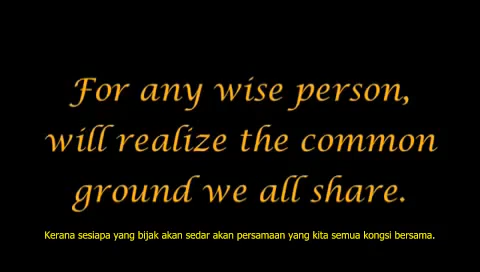 For any wise person,
will realize the common
ground we all share.
Kerana sesiapa yang bijak akan sedar akan persamaan yang kita semua kongsi bersama.